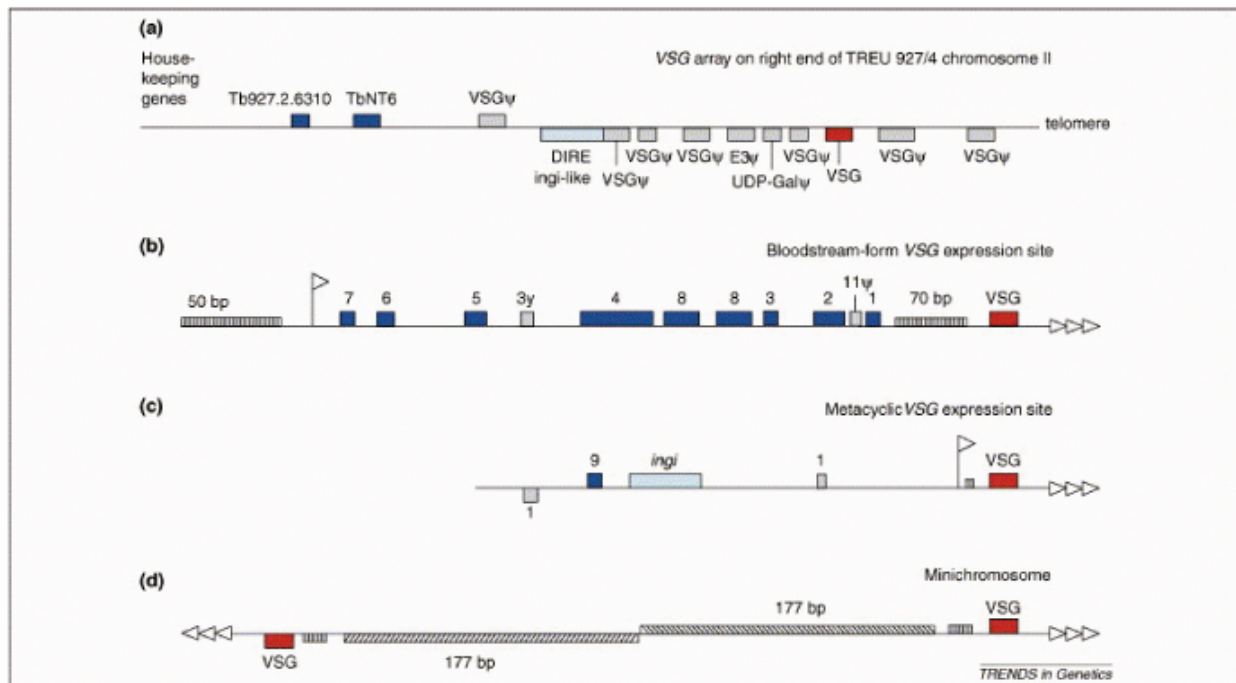 (a)
House-
keeping
genes
VSG array on right end of TREU 927/4 chromosome II
Tb927.2.6310 TbNT6 VSGψ
telomere
DIRE VSGψ VSGψ E3ψ VSGψ VSGψ VSGψ
ingi-like VSGψ UDP-Galψ VSG
(b)
Bloodstream-form VSG expression site
50 bp 7 6 5 3y 4 8 8 3 2 11ψ 1 70 bp VSG
(c)
Metacyclic VSG expression site
9 ingi 1 VSG
1
(d)
Minichromosome
177 bp VSG
VSG 177 bp
TRENDS in Genetics